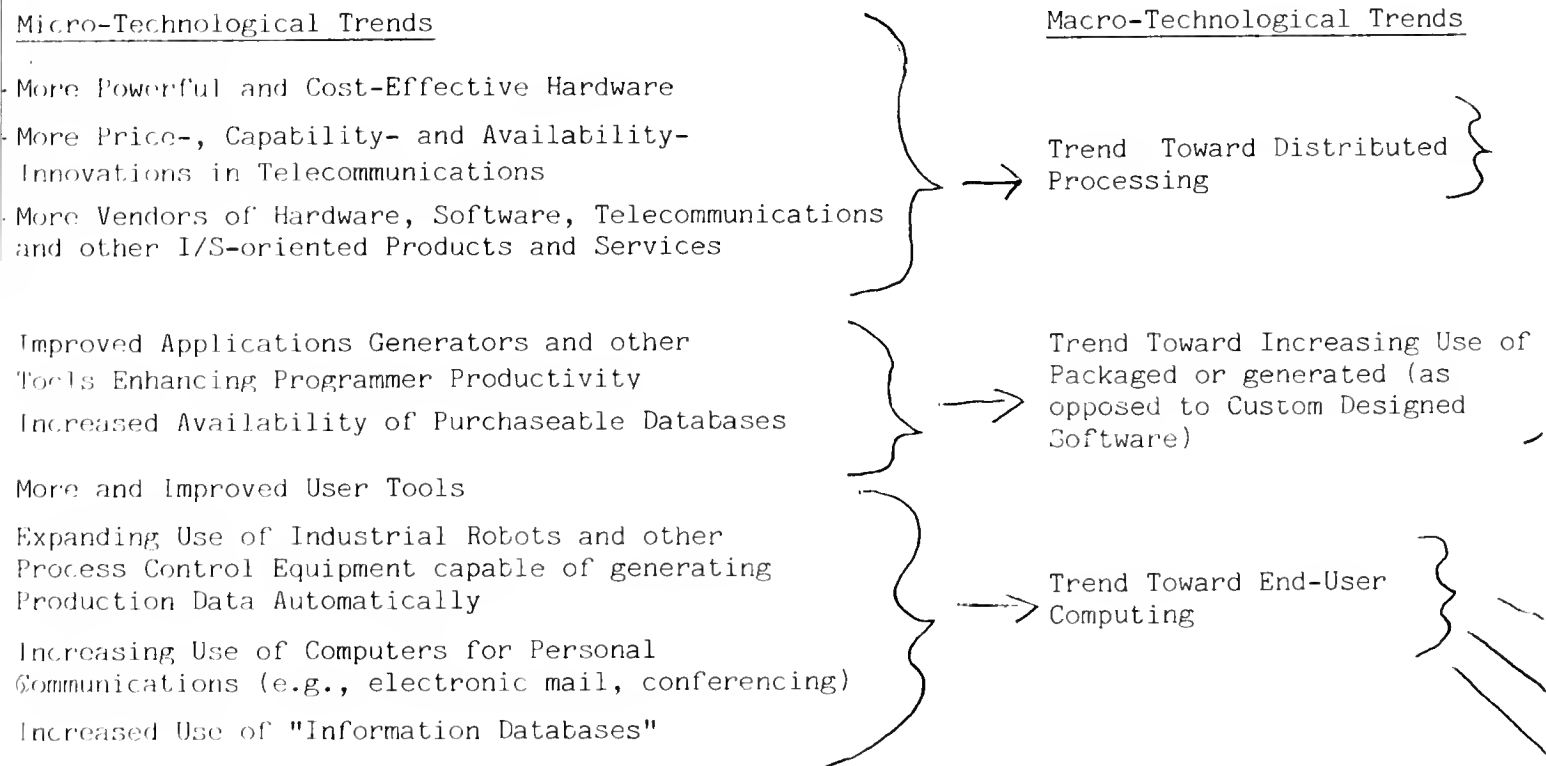 Micro-Technological Trends
- More Powerful and Cost-Effective Hardware
- More Price-, Capability- and Availability-
Innovations in Telecommunications
- More Vendors of Hardware, Software, Telecommunications
and other I/S-oriented Products and Services
Improved Applications Generators and other
Tools Enhancing Programmer Productivity
Increased Availability of Purchaseable Databases
More and Improved User Tools
Expanding Use of Industrial Robots and other
Process Control Equipment capable of generating
Production Data Automatically
Increasing Use of Computers for Personal
Communications (e.g., electronic mail, conferencing)
Increased Use of "Information Databases"
Macro-Technological Trends
Trend Toward Distributed
Processing
Trend Toward Increasing Use of
Packaged or generated (as
opposed to Custom Designed
Software)
Trend Toward End-User
Computing